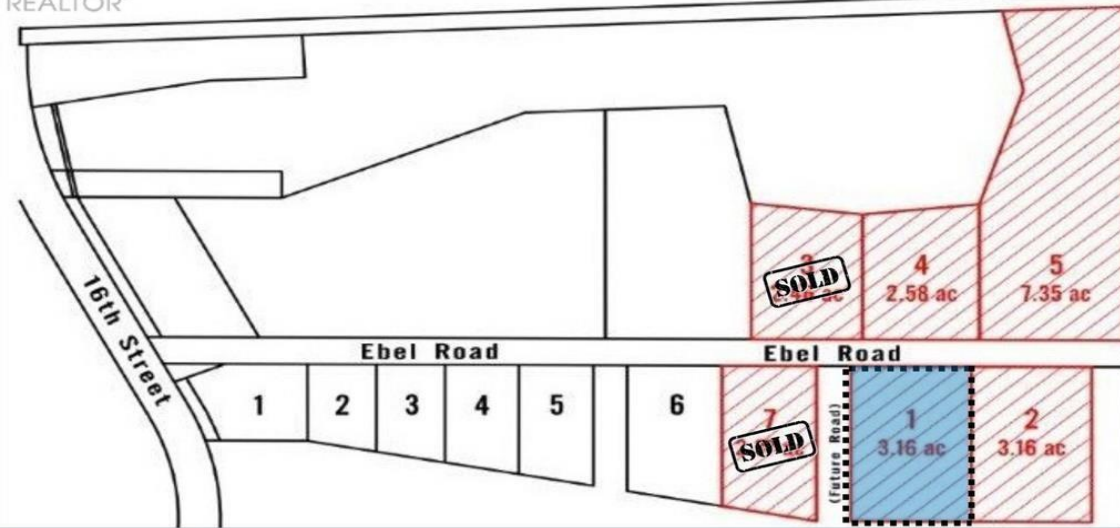 REALTOR
16th Street
Ebel Road
Ebel Road
3
SOLD
4
2.58 ac
5
7.35 ac
1
2
3
4
5
6
7
SOLD
(Future Road)
1
3.16 ac
2
3.16 ac